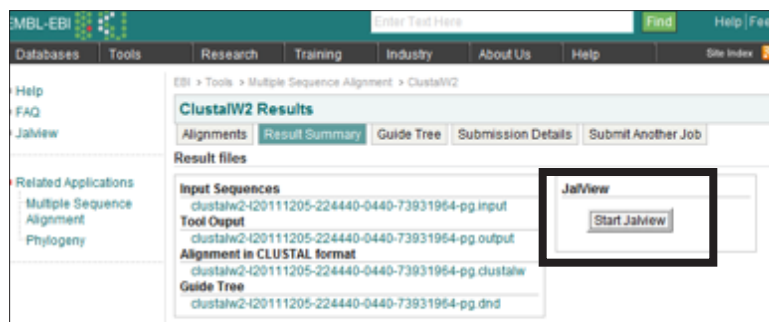 EMBL-EBI Enter Text Here Find Help | Fee
Databases Tools Research Training Industry About Us Help Site Index
Help
FAQ
Jalview
Related Applications
Multiple Sequence
Alignment
Phylogeny
EBI > Tools > Multiple Sequence Alignment > ClustalW2
ClustalW2 Results
Alignments Result Summary Guide Tree Submission Details Submit Another Job
Result files
Input Sequences
clustalw2-I20111205-224440-0440-73931964-pg.input
Tool Ouput
clustalw2-I20111205-224440-0440-73931964-pg.output
Alignment in CLUSTAL format
clustalw2-I20111205-224440-0440-73931964-pg.clustalw
Guide Tree
clustalw2-I20111205-224440-0440-73931964-pg.dnd
JalView
Start Jalview